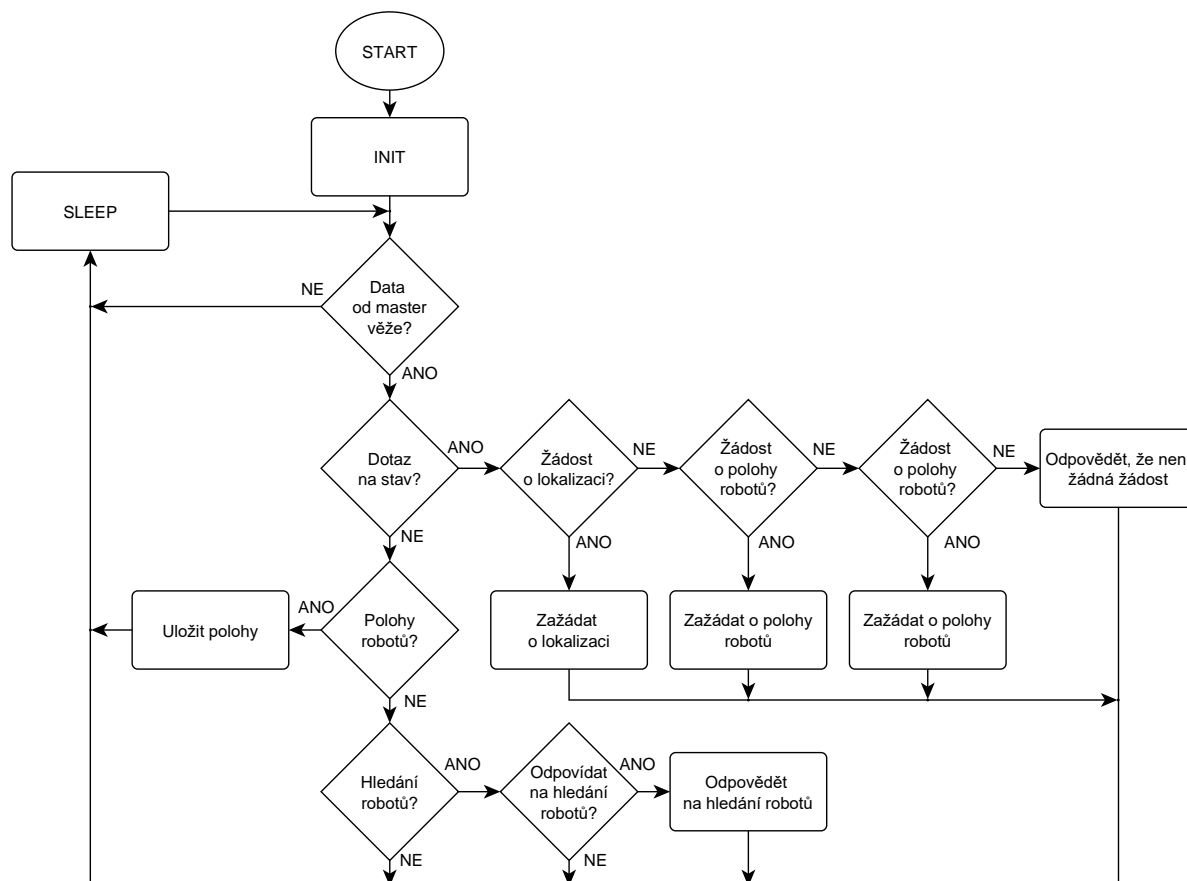 START
INIT
SLEEP
NE
Data
od master
věže?
ANO
Dotaz
na stav?
ANO
Žádost
o lokalizaci?
NE
Žádost
o polohy
robotů?
NE
Žádost
o polohy
robotů?
NE
Odpovědět, že nen
žádná žádost
NE
ANO
ANO
ANO
Uložit polohy
ANO
Polohy
robotů?
Zažádat
o lokalizaci
Zažádat o polohy
robotů
Zažádat o polohy
robotů
NE
Hledání
robotů?
ANO
Odpovídat
na hledání
robotů?
ANO
Odpovědět
na hledání robotů
NE
NE